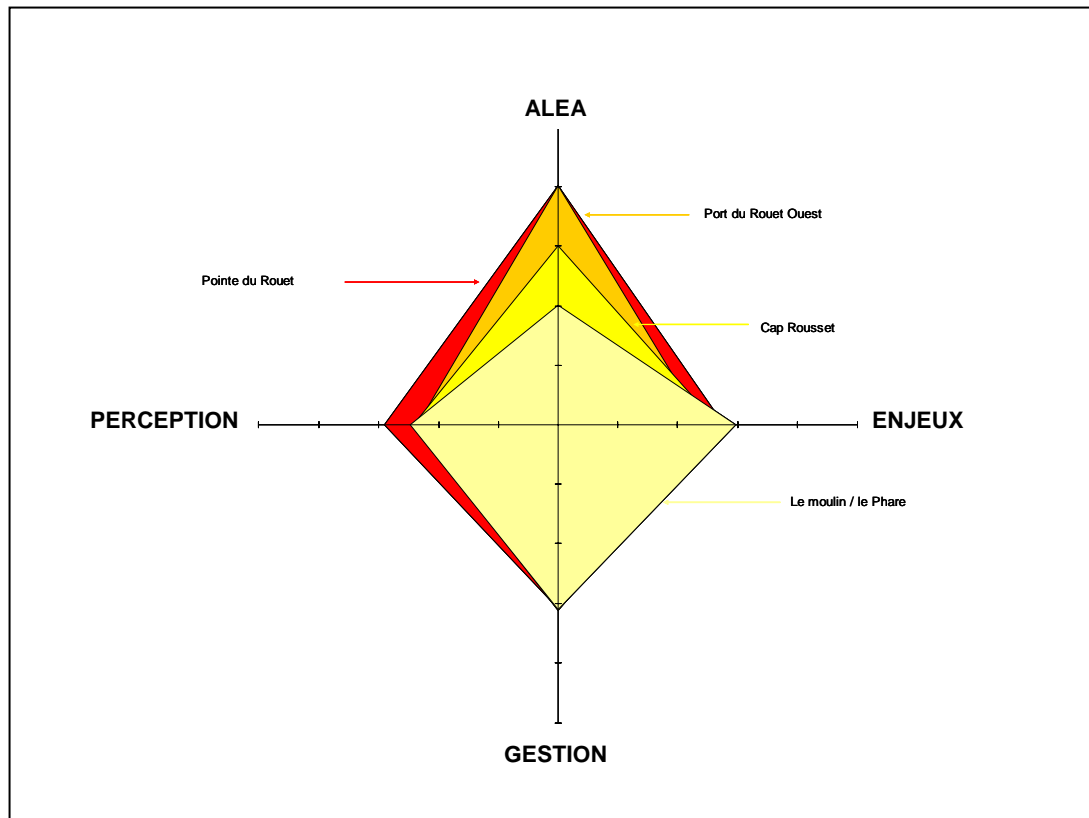 ALEA
Port du Rouet Ouest
Pointe du Rouet
Cap Rousset
PERCEPTION
ENJEUX
Le moulin / le Phare
GESTION